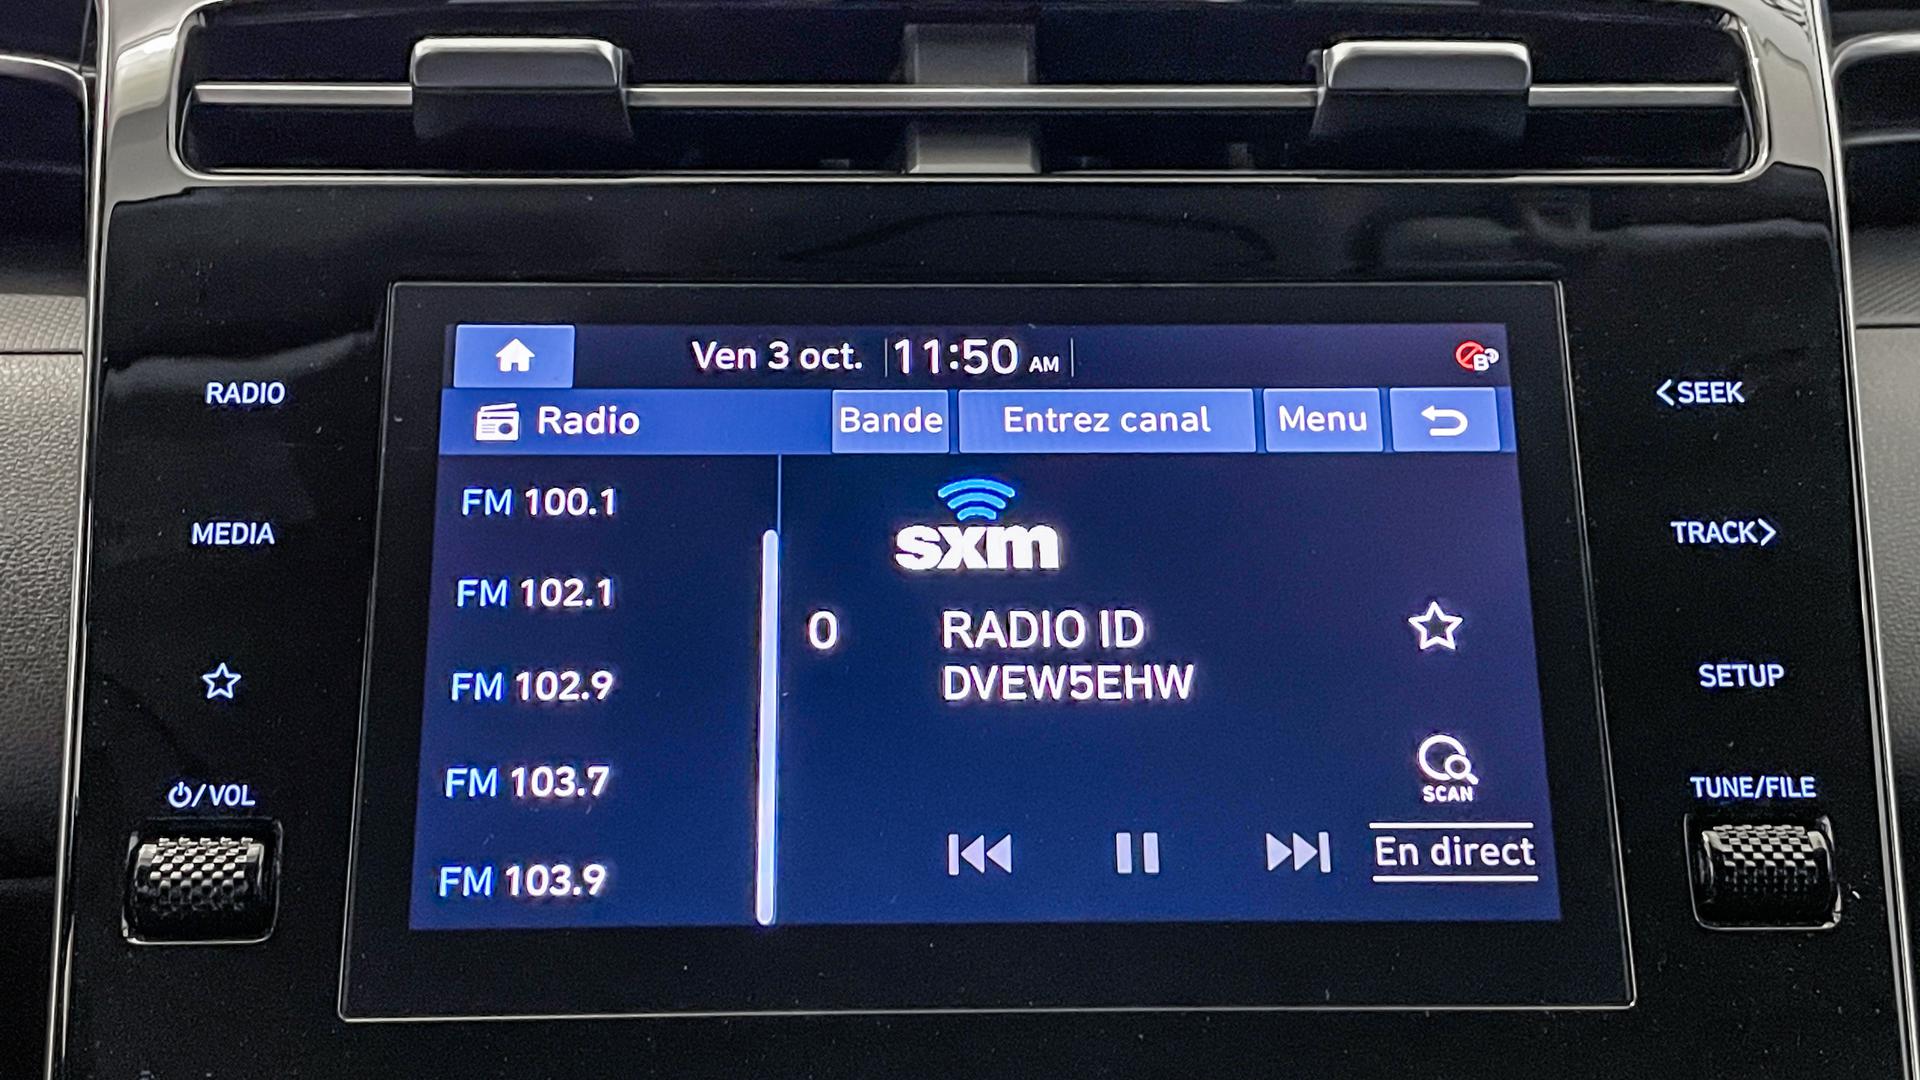 Ven 3 oct. 11:50 AM B
Radio Bande Entrez canal Menu
FM 100.1
FM 102.1
FM 102.9
FM 103.7
FM 103.9
sxm
0 RADIO ID
DVEW5EHW
SCAN
En direct
RADIO
MEDIA
/VOL
<SEEK
TRACK>
SETUP
TUNE/FILE